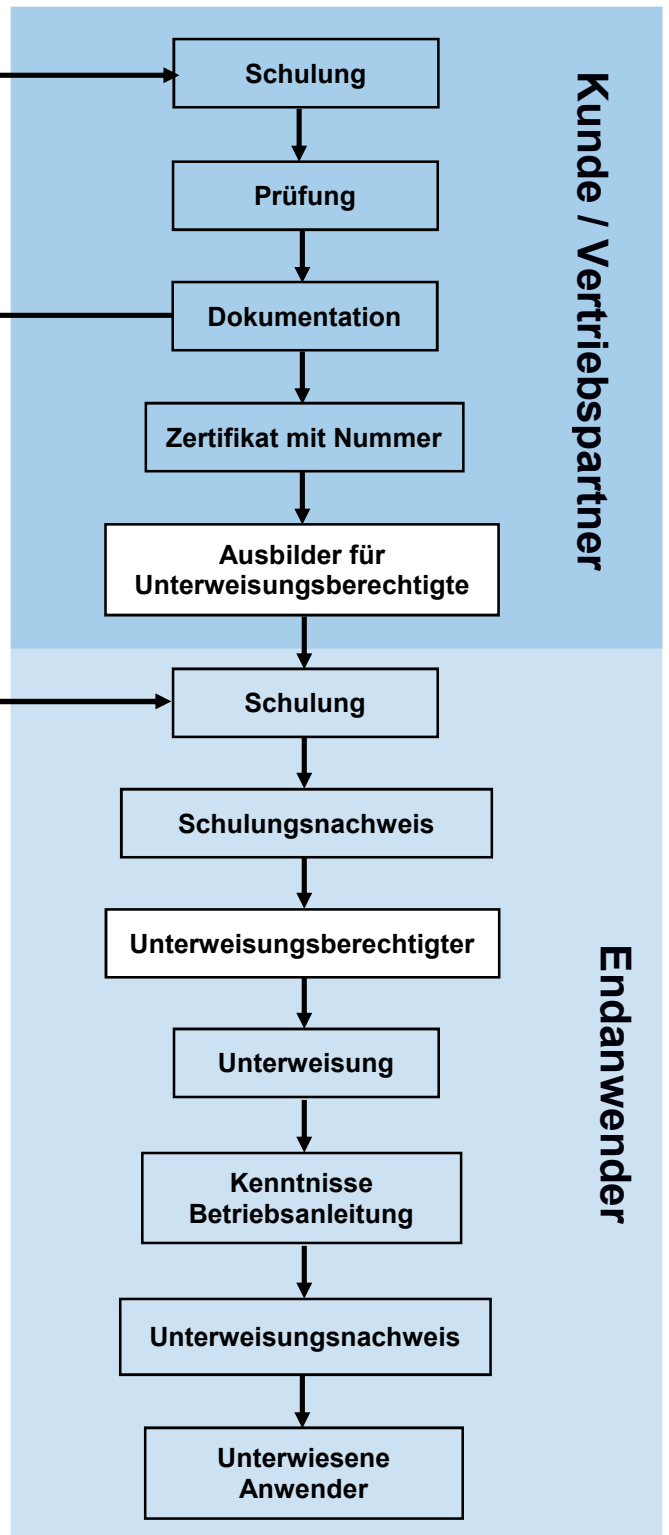 Schulung
Prüfung
Dokumentation
Zertifikat mit Nummer
Ausbilder für
Unterweisungsberechtigte
Kunde / Vertriebspartner
Schulung
Schulungsnachweis
Unterweisungsberechtigter
Unterweisung
Kenntnisse
Betriebsanleitung
Unterweisungsnachweis
Unterwiesene
Anwender
Endanwender